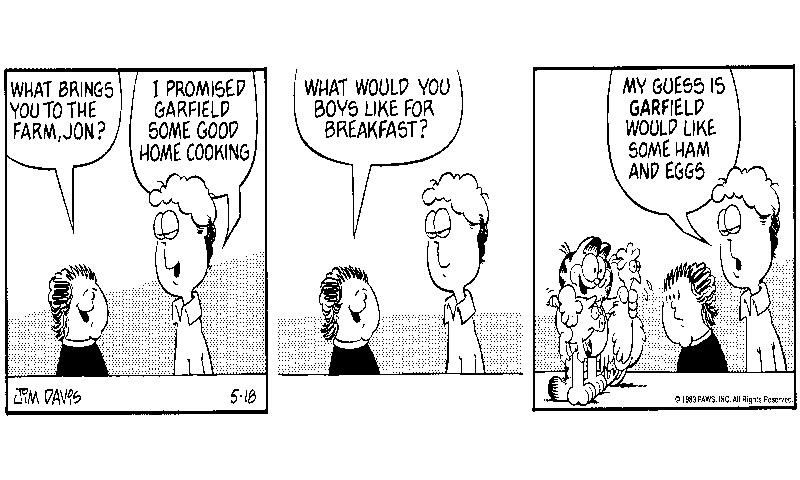 WHAT BRINGS
YOU TO THE
FARM, JON?
I PROMISED
GARFIELD
SOME GOOD
HOME COOKING
JIM DAVIS
5-18
WHAT WOULD YOU
BOYS LIKE FOR
BREAKFAST?
MY GUESS IS
GARFIELD
WOULD LIKE
SOME HAM
AND EGGS
© 1983 PAWS, INC. All Rights Reserved.